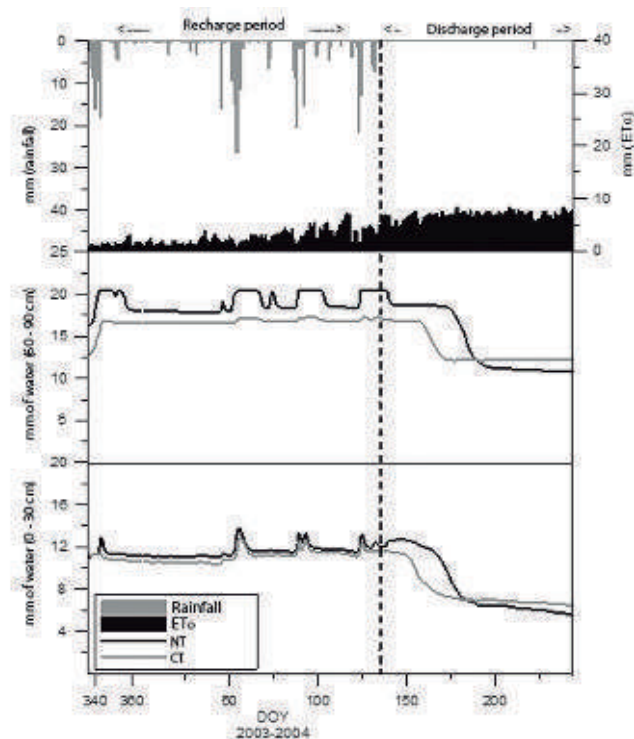 <---- Recharge period ----> <- Discharge period ->
0 40
10 30
20
30 20
40 10
50
25 0
mm (rainfall)
mm (ETo)
20
15
10
5
20
mm of water (60 - 90 cm)
16
12
8
4
mm of water (0 - 30 cm)
Rainfall
ETo
NT
CT
340 360 50 100 150 200
DOY
2003-2004